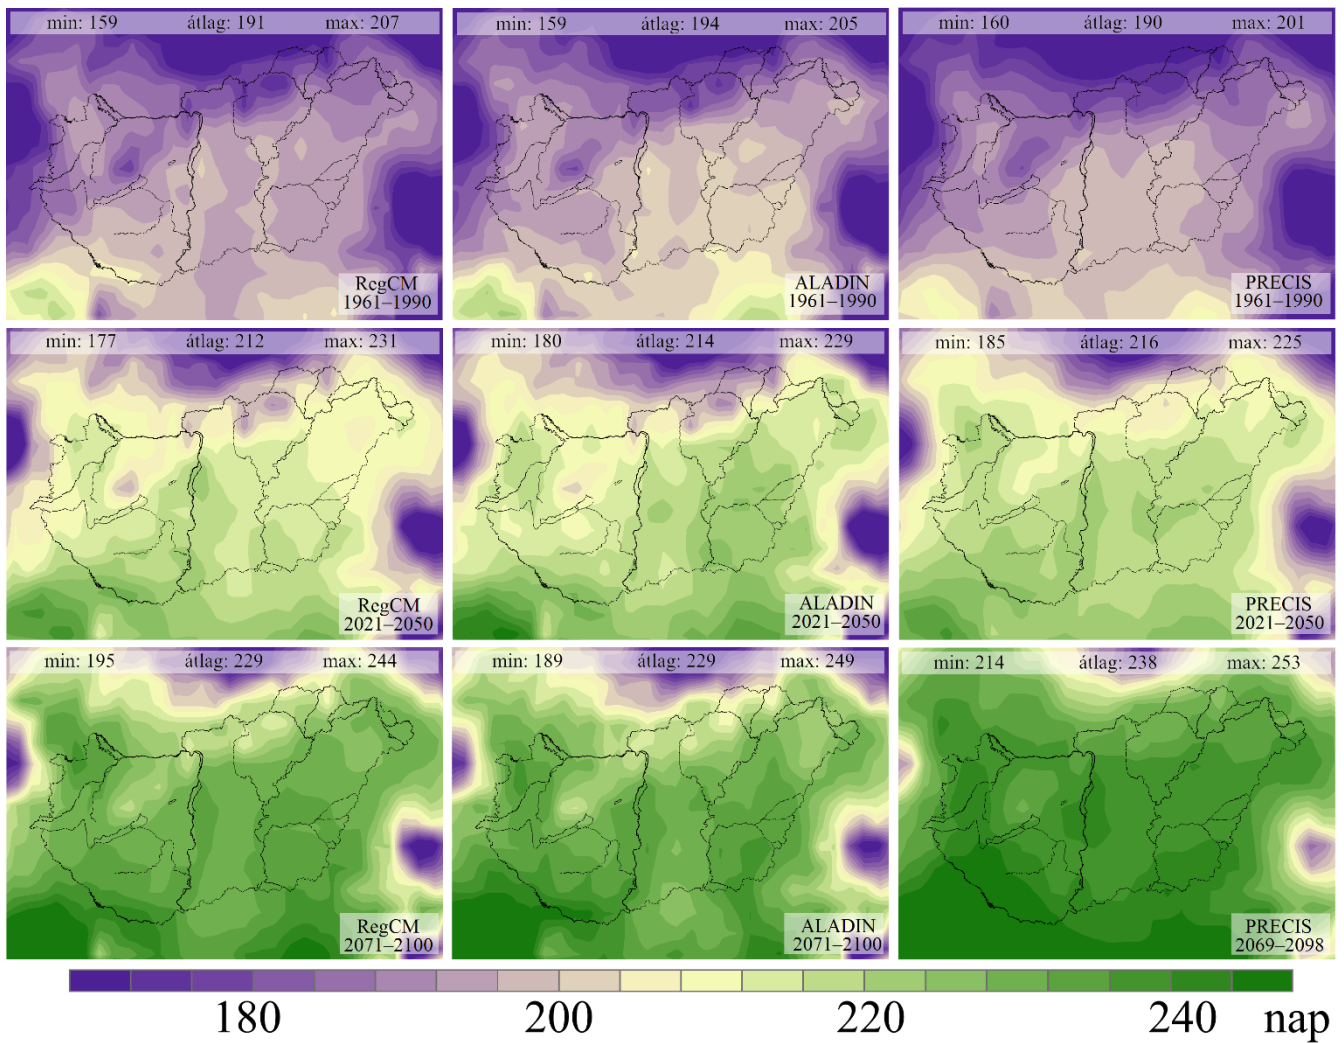 min: 159 átlag: 191 max: 207
min: 159 átlag: 194 max: 205
min: 160 átlag: 190 max: 201
RegCM
1961–1990
ALADIN
1961–1990
PRECIS
1961–1990
min: 177 átlag: 212 max: 231
min: 180 átlag: 214 max: 229
min: 185 átlag: 216 max: 225
RegCM
2021–2050
ALADIN
2021–2050
PRECIS
2021–2050
min: 195 átlag: 229 max: 244
min: 189 átlag: 229 max: 249
min: 214 átlag: 238 max: 253
RegCM
2071–2100
ALADIN
2071–2100
PRECIS
2069–2098
180 200 220 240 nap